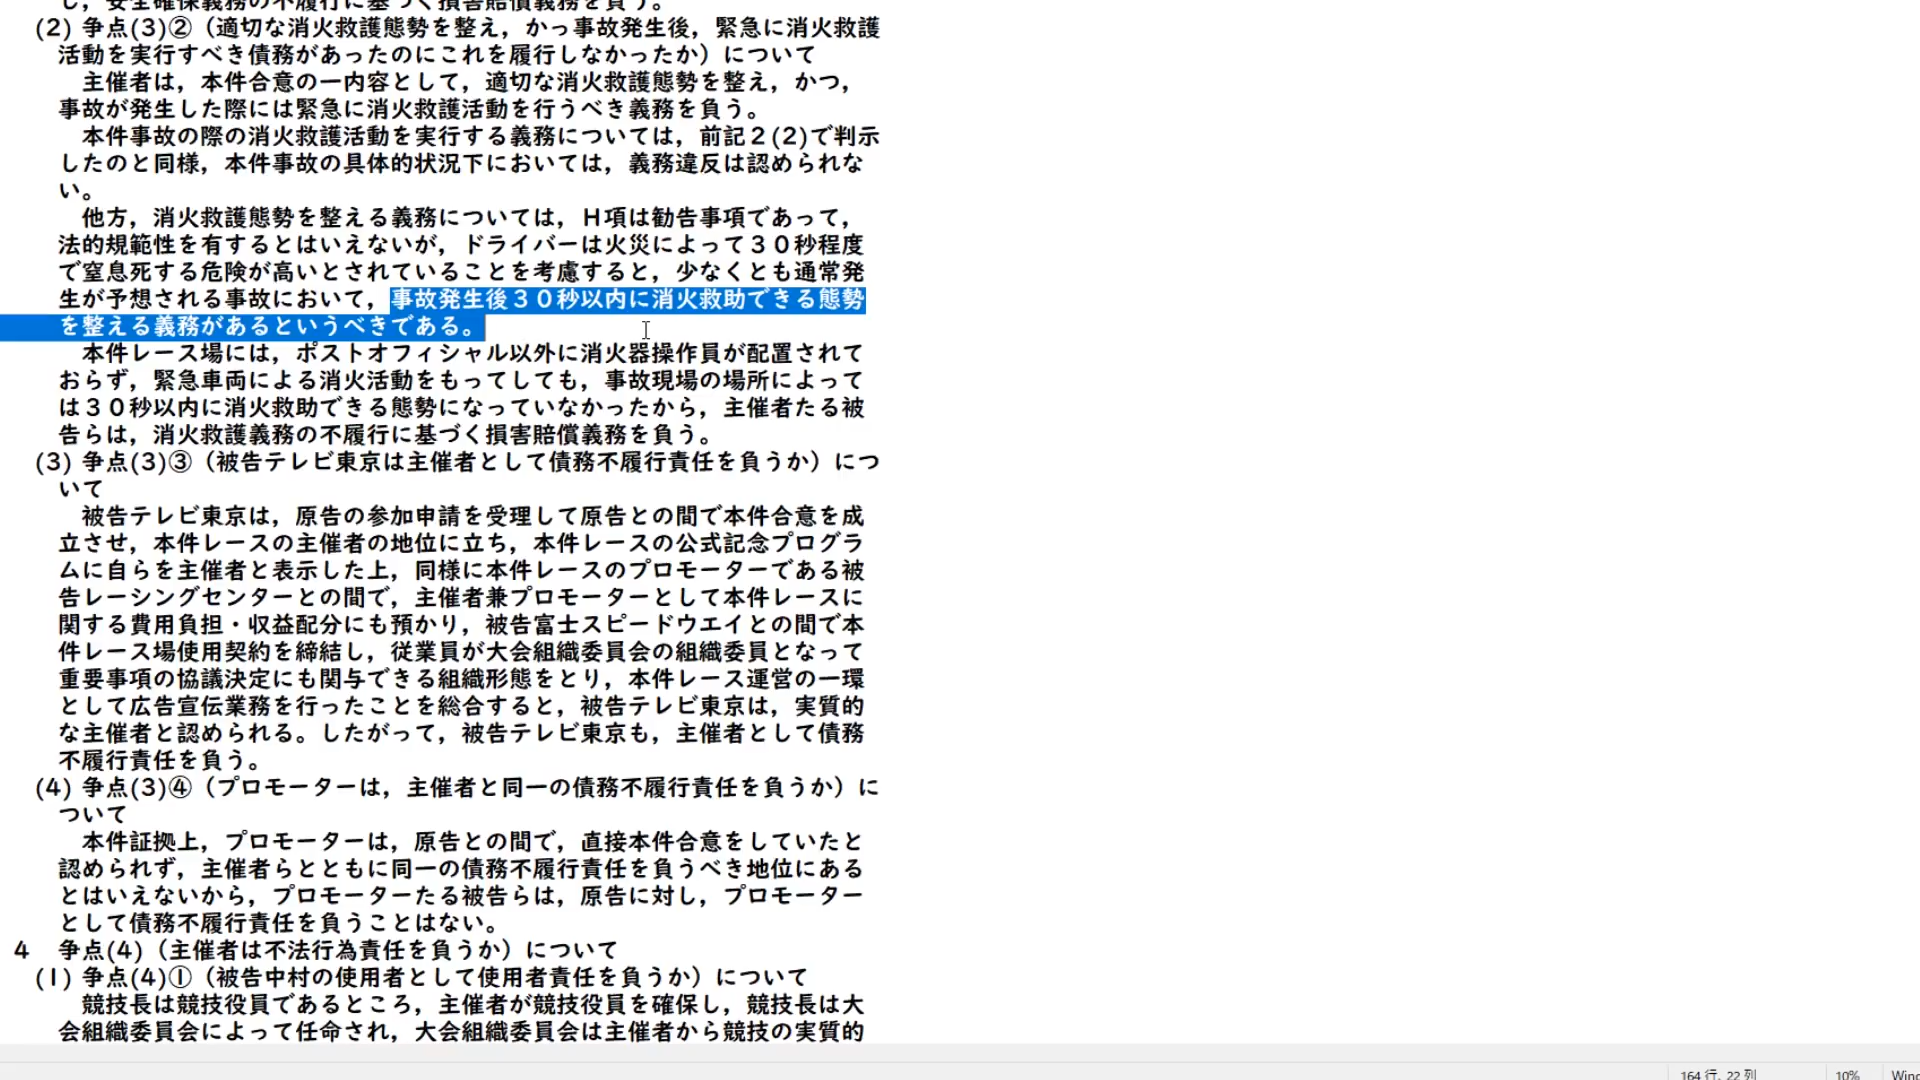 し，安全確保義務の不履行に基づく損害賠償義務を負う。
(2) 争点(3)②（適切な消火救護態勢を整え，かっ事故発生後，緊急に消火救護
活動を実行すべき債務があったのにこれを履行しなかったか）について
主催者は，本件合意の一内容として，適切な消火救護態勢を整え，かつ，
事故が発生した際には緊急に消火救護活動を行うべき義務を負う。
本件事故の際の消火救護活動を実行する義務については，前記２(2)で判示
したのと同様，本件事故の具体的状況下においては，義務違反は認められな
い。
他方，消火救護態勢を整える義務については，Ｈ項は勧告事項であって，
法的規範性を有するとはいえないが，ドライバーは火災によって３０秒程度
で窒息死する危険が高いとされていることを考慮すると，少なくとも通常発
生が予想される事故において，事故発生後３０秒以内に消火救助できる態勢
を整える義務があるというべきである。
本件レース場には，ポストオフィシャル以外に消火器操作員が配置されて
おらず，緊急車両による消火活動をもってしても，事故現場の場所によって
は３０秒以内に消火救助できる態勢になっていなかったから，主催者たる被
告らは，消火救護義務の不履行に基づく損害賠償義務を負う。
(3) 争点(3)③（被告テレビ東京は主催者として債務不履行責任を負うか）につ
いて
被告テレビ東京は，原告の参加申請を受理して原告との間で本件合意を成
立させ，本件レースの主催者の地位に立ち，本件レースの公式記念プログラ
ムに自らを主催者と表示した上，同様に本件レースのプロモーターである被
告レーシングセンターとの間で，主催者兼プロモーターとして本件レースに
関する費用負担・収益配分にも預かり，被告富士スピードウエイとの間で本
件レース場使用契約を締結し，従業員が大会組織委員会の組織委員となって
重要事項の協議決定にも関与できる組織形態をとり，本件レース運営の一環
として広告宣伝業務を行ったことを総合すると，被告テレビ東京は，実質的
な主催者と認められる。したがって，被告テレビ東京も，主催者として債務
不履行責任を負う。
(4) 争点(3)④（プロモーターは，主催者と同一の債務不履行責任を負うか）に
ついて
本件証拠上，プロモーターは，原告との間で，直接本件合意をしていたと
認められず，主催者らとともに同一の債務不履行責任を負うべき地位にある
とはいえないから，プロモーターたる被告らは，原告に対し，プロモーター
として債務不履行責任を負うことはない。
４ 争点(4)（主催者は不法行為責任を負うか）について
(1) 争点(4)①（被告中村の使用者として使用者責任を負うか）について
競技長は競技役員であるところ，主催者が競技役員を確保し，競技長は大
会組織委員会によって任命され，大会組織委員会は主催者から競技の実質的
164 行, 22 列
10%
Winc